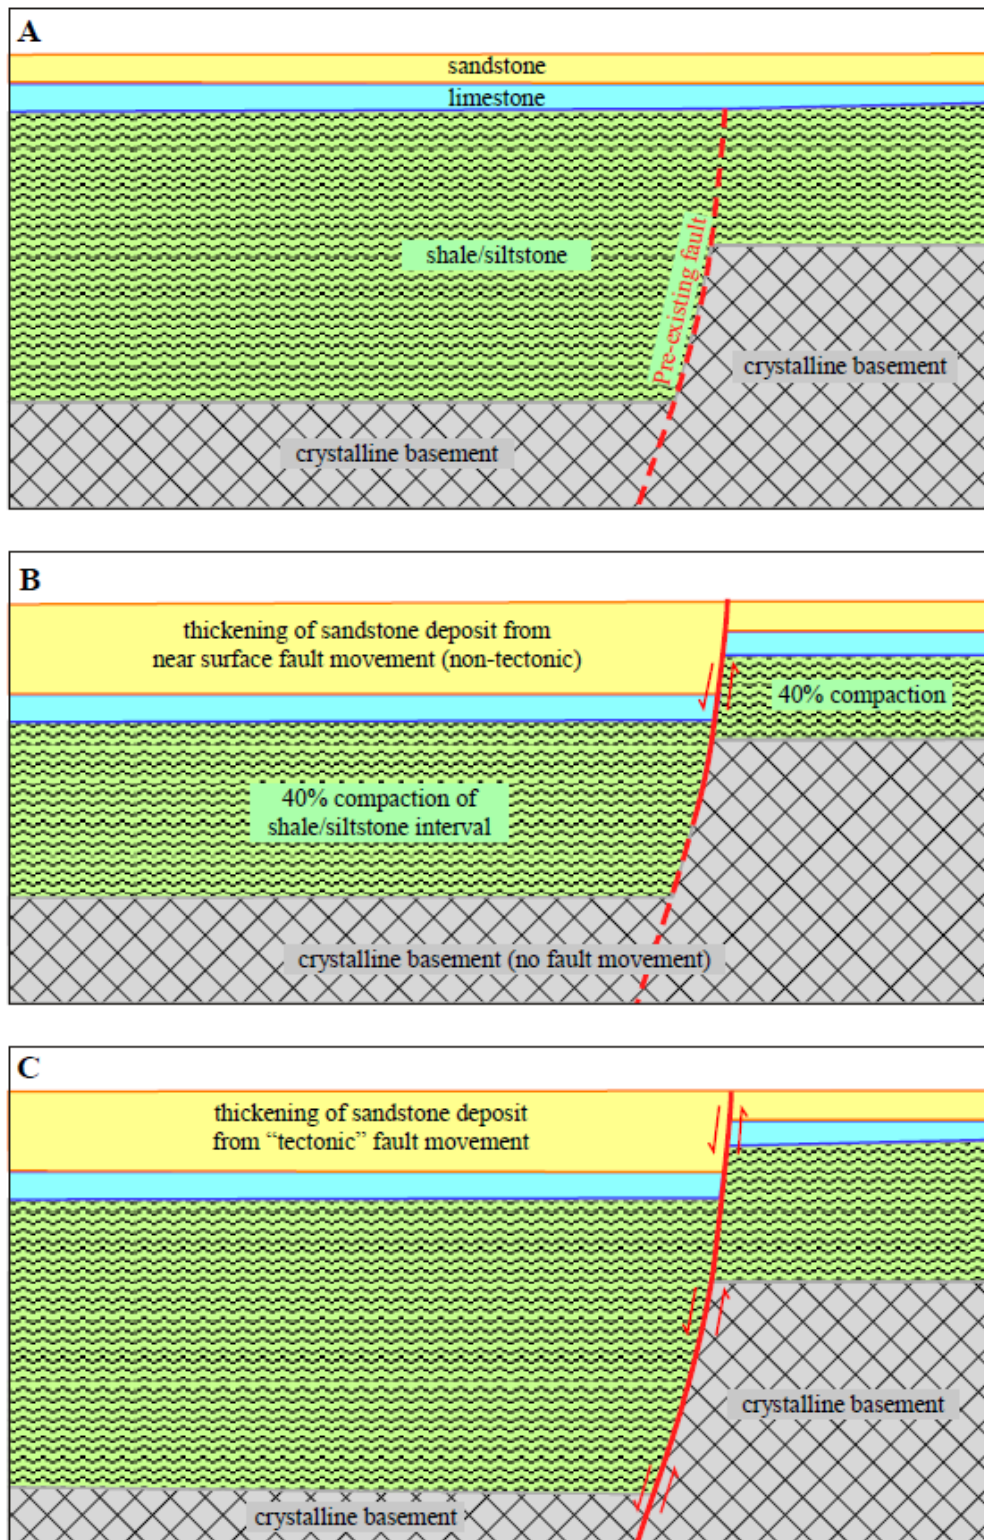 A
sandstone
limestone
shale/siltstone
Pre-existing fault
crystalline basement
crystalline basement
B
thickening of sandstone deposit from
near surface fault movement (non-tectonic)
40% compaction
40% compaction of
shale/siltstone interval
crystalline basement (no fault movement)
C
thickening of sandstone deposit
from “tectonic” fault movement
crystalline basement
crystalline basement